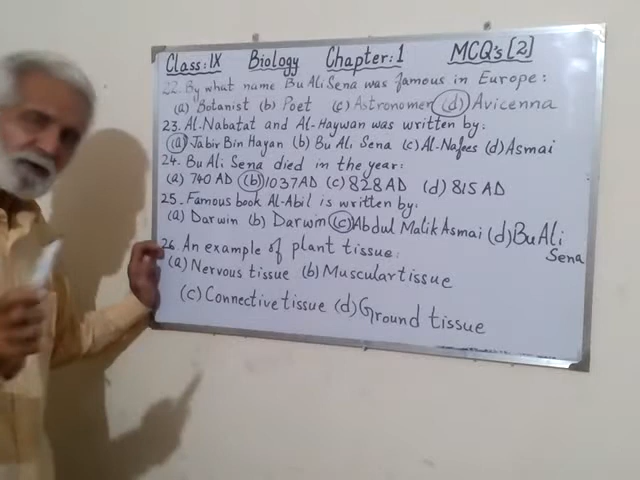 Class: IX Biology Chapter: 1 MCQ's [2]
22. By what name Bu Ali Sena was famous in Europe:
(a) Botanist (b) Poet (c) Astronomer (d) Avicenna
23. Al-Nabatat and Al-Haywan was written by:
(a) Jabir Bin Hayan (b) Bu Ali Sena (c) Al-Nafees (d) Asmai
24. Bu Ali Sena died in the year:
(a) 740 AD (b) 1037 AD (c) 828 AD (d) 815 AD
25. Famous book Al-Abil is written by:
(a) Darwin (b) Darwin (c) Abdul Malik Asmai (d) Bu Ali
Sena
26. An example of plant tissue:
(a) Nervous tissue (b) Muscular tissue
(c) Connective tissue (d) Ground tissue